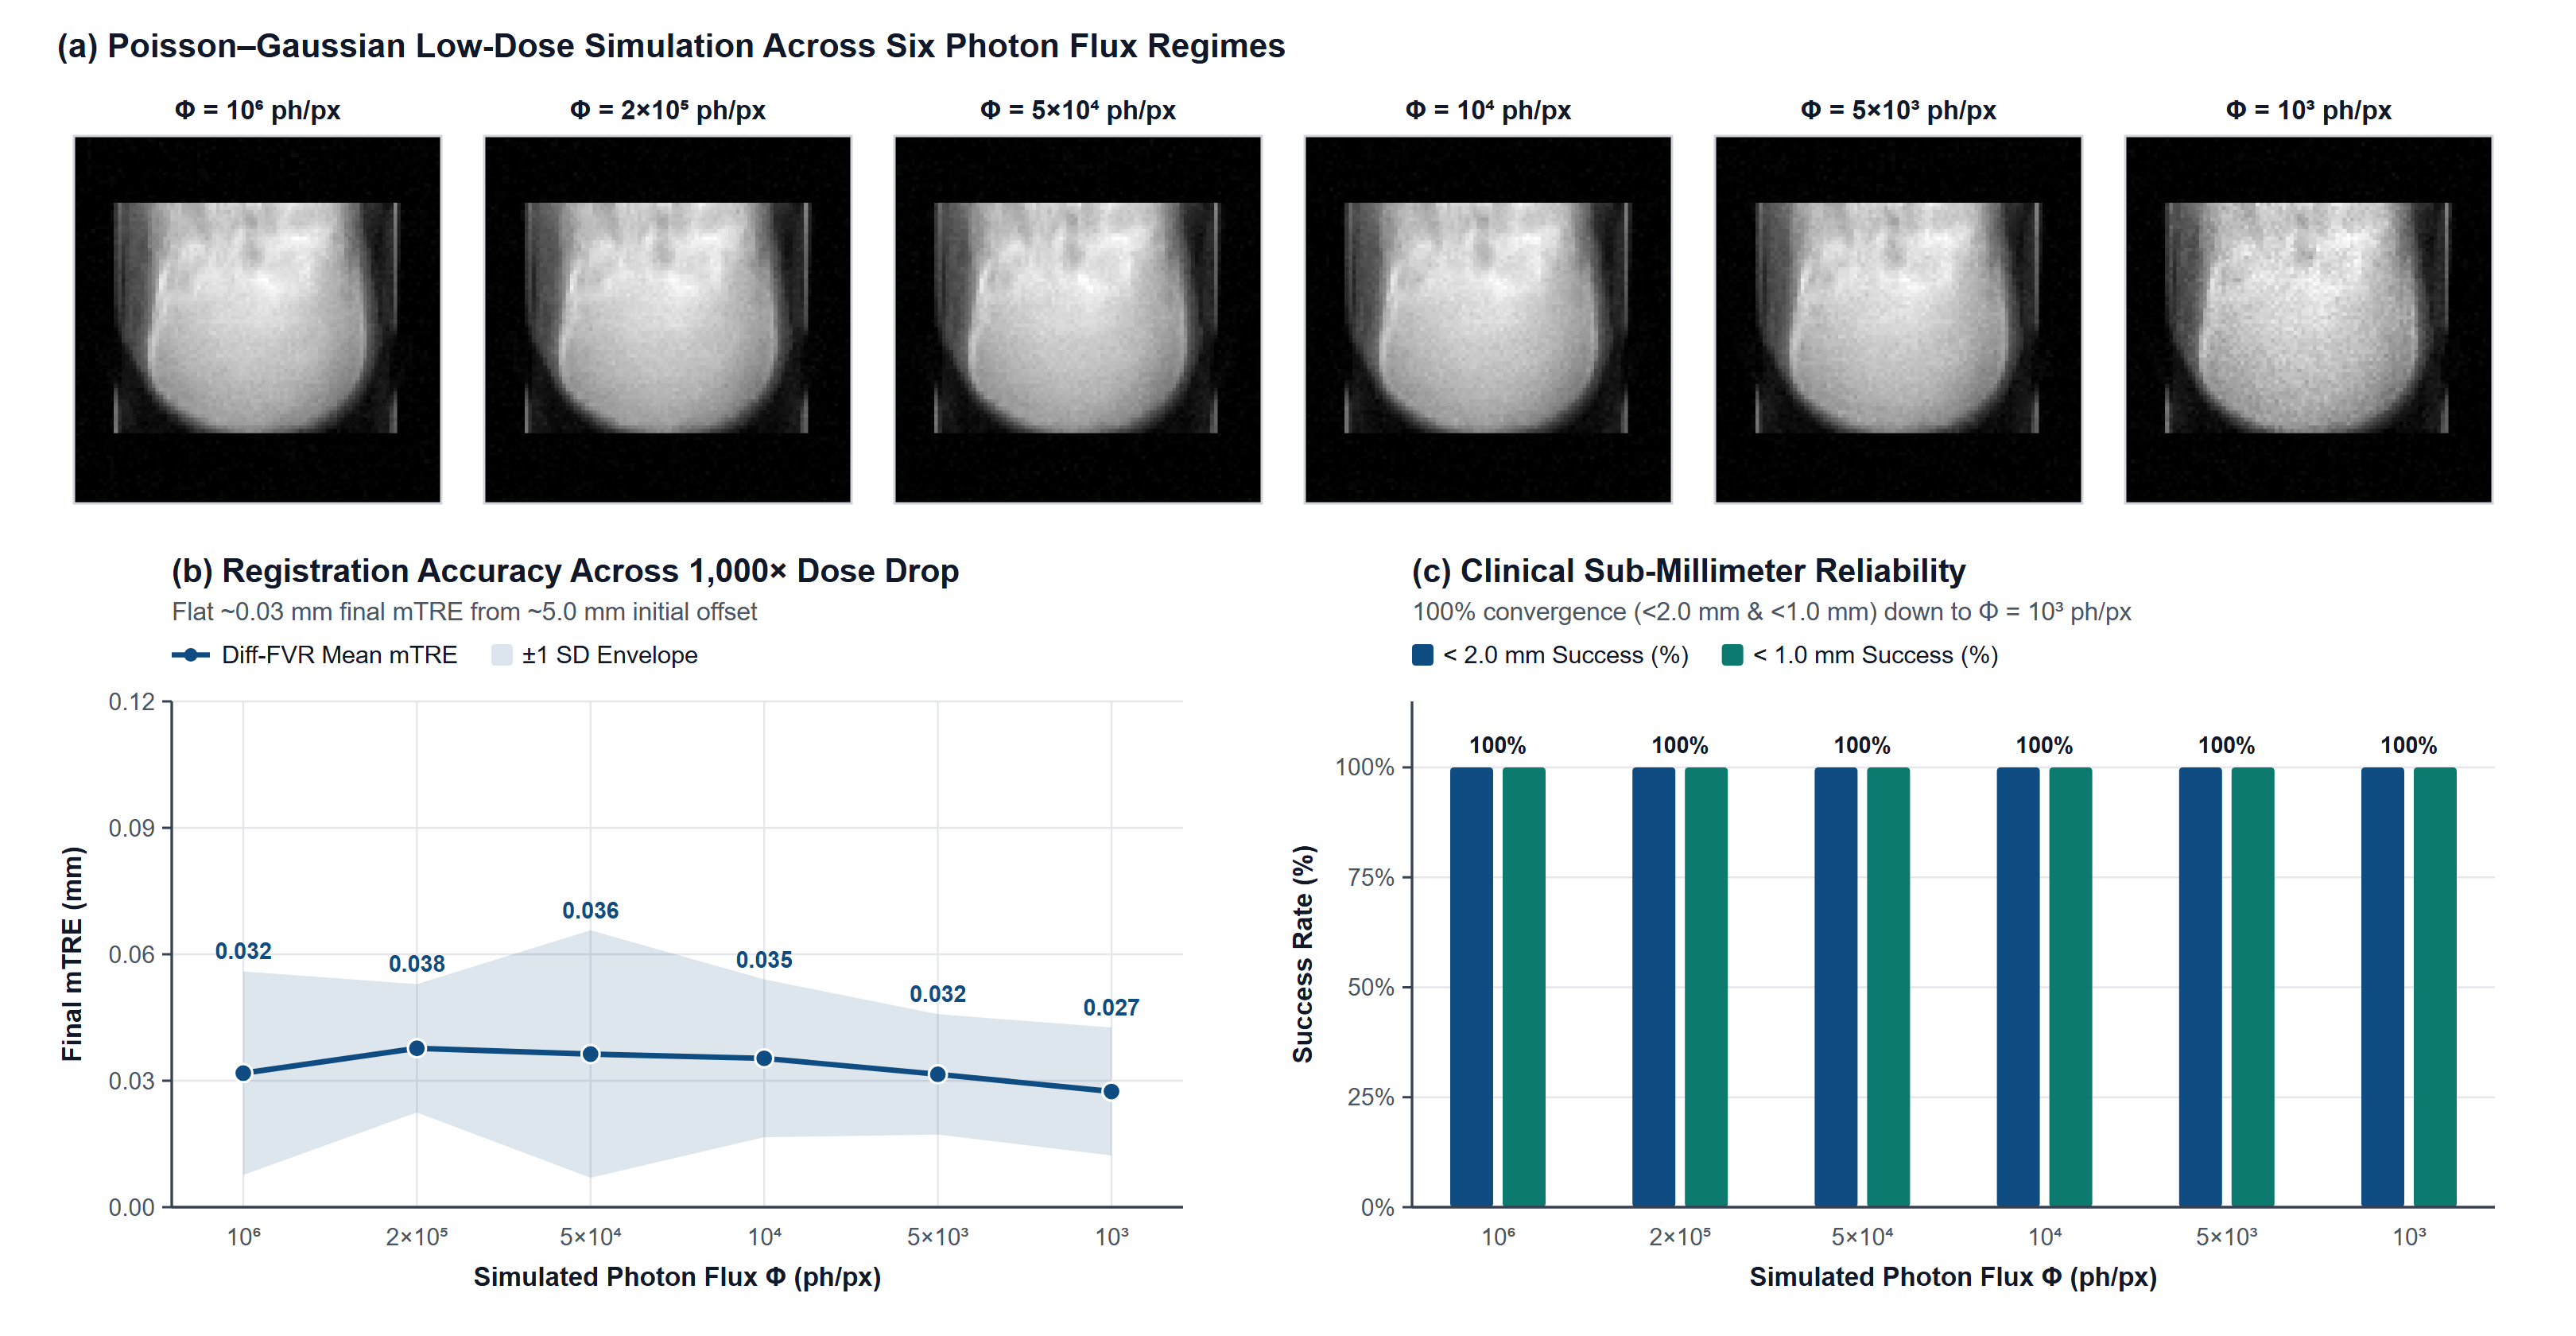 (a) Poisson–Gaussian Low-Dose Simulation Across Six Photon Flux Regimes
Φ = 10⁶ ph/px
Φ = 2×10⁵ ph/px
Φ = 5×10⁴ ph/px
Φ = 10⁴ ph/px
Φ = 5×10³ ph/px
Φ = 10³ ph/px
(b) Registration Accuracy Across 1,000× Dose Drop
Flat ~0.03 mm final mTRE from ~5.0 mm initial offset
Diff-FVR Mean mTRE
±1 SD Envelope
0.12
0.09
0.06
0.03
0.00
Final mTRE (mm)
0.032
0.038
0.036
0.035
0.032
0.027
10⁶
2×10⁵
5×10⁴
10⁴
5×10³
10³
Simulated Photon Flux Φ (ph/px)
(c) Clinical Sub-Millimeter Reliability
100% convergence (<2.0 mm & <1.0 mm) down to Φ = 10³ ph/px
< 2.0 mm Success (%)
< 1.0 mm Success (%)
100%
75%
50%
25%
0%
Success Rate (%)
100%
100%
100%
100%
100%
100%
10⁶
2×10⁵
5×10⁴
10⁴
5×10³
10³
Simulated Photon Flux Φ (ph/px)